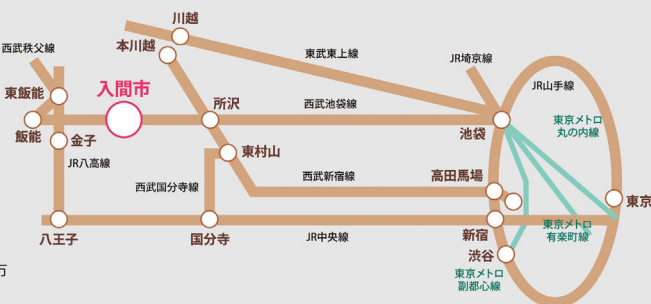 川越
西武秩父線
本川越
東武東上線
JR埼京線
JR山手線
東飯能
入間市
所沢
西武池袋線
飯能
金子
池袋
東京メトロ
丸の内線
東村山
JR八高線
西武国分寺線
西武新宿線
高田馬場
東京
八王子
国分寺
JR中央線
新宿
東京メトロ
有楽町線
渋谷
東京メトロ
副都心線